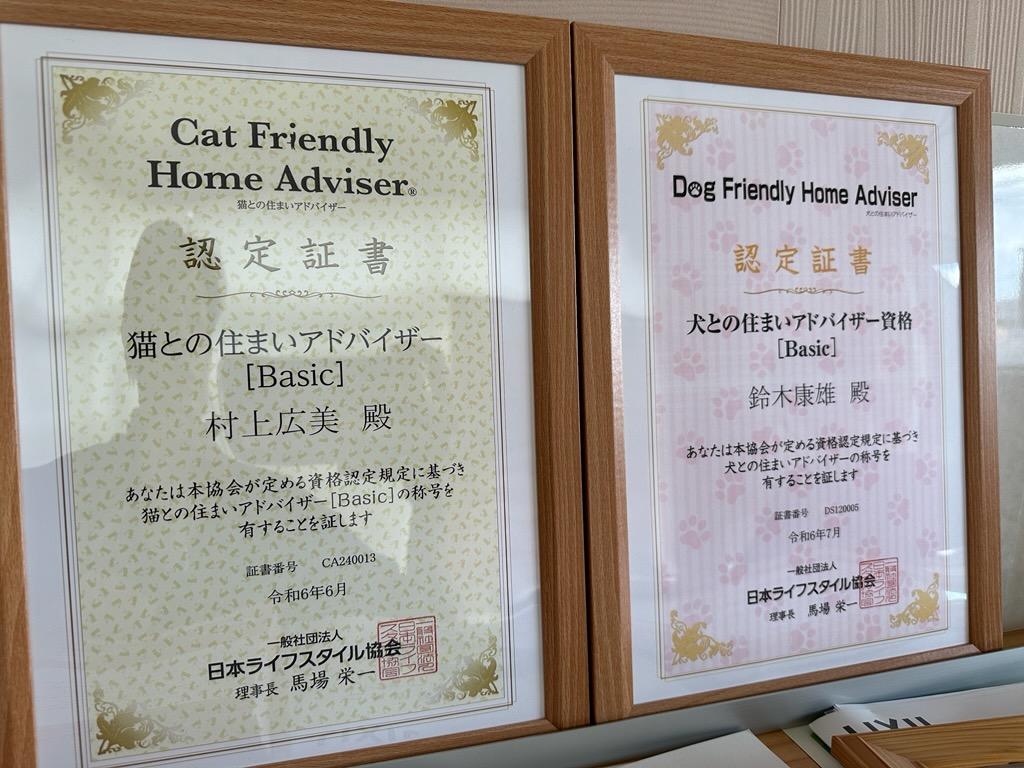 Cat Friendly
Home Adviser®
猫との住まいアドバイザー
認定証書
猫との住まいアドバイザー
[Basic]
村上広美 殿
あなたは本協会が定める資格認定規定に基づき
猫との住まいアドバイザー[Basic]の称号を
有することを証します
証書番号 CA240013
令和6年6月
一般社団法人
日本ライフスタイル協会
理事長 馬場 栄一
Dog Friendly Home Adviser
犬との住まいアドバイザー
認定証書
犬との住まいアドバイザー資格
[Basic]
鈴木康雄 殿
あなたは本協会が定める資格認定規定に基づき
犬との住まいアドバイザーの称号を
有することを証します
証書番号 DS120005
令和6年7月
一般社団法人
日本ライフスタイル協会
理事長 馬場 栄一